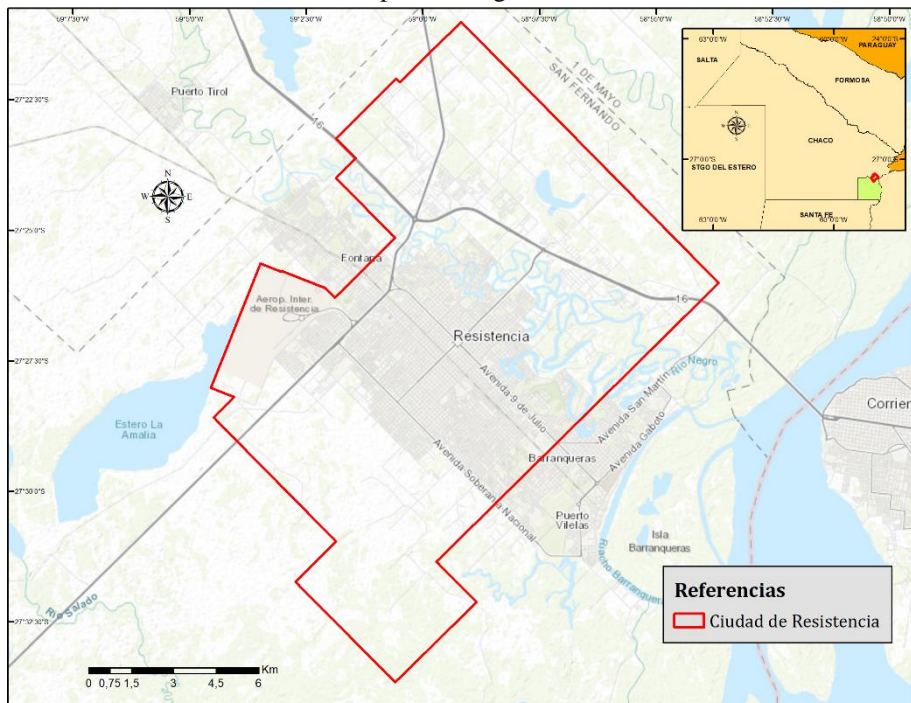 59°7'30"W
59°5'0"W
59°2'30"W
59°0'0"W
58°57'30"W
58°55'0"W
58°52'30"W
58°50'0"W
27°22'30"S
27°25'0"S
27°27'30"S
27°30'0"S
27°32'30"S
Puerto Tirol
16
1 DE MAYO
SAN FERNANDO
N
W
E
S
Fontana
Aerop. Inter.
de Resistencia
Resistencia
16
Río Negro
Avenida 9 de Julio
Avenida San Martín
Avenida Gaboto
Corrien
Estero La
Amalia
Barranqueras
Avenida Soberanía Nacional
Puerto
Vilelas
Isla
Barranqueras
Riacho Barranquera
Río Salado
63°0'0"W
60°0'0"W
24°0'0"S
PARAGUAY
SALTA
FORMOSA
CHACO
27°0'0"S
27°0'0"S
STGO DEL ESTERO
SANTA FE
63°0'0"W
60°0'0"W
Referencias
Ciudad de Resistencia
Km
0 0,75 1,5 3 4,5 6